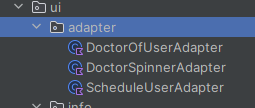 ui
adapter
DoctorOfUserAdapter
DoctorSpinnerAdapter
ScheduleUserAdapter
info